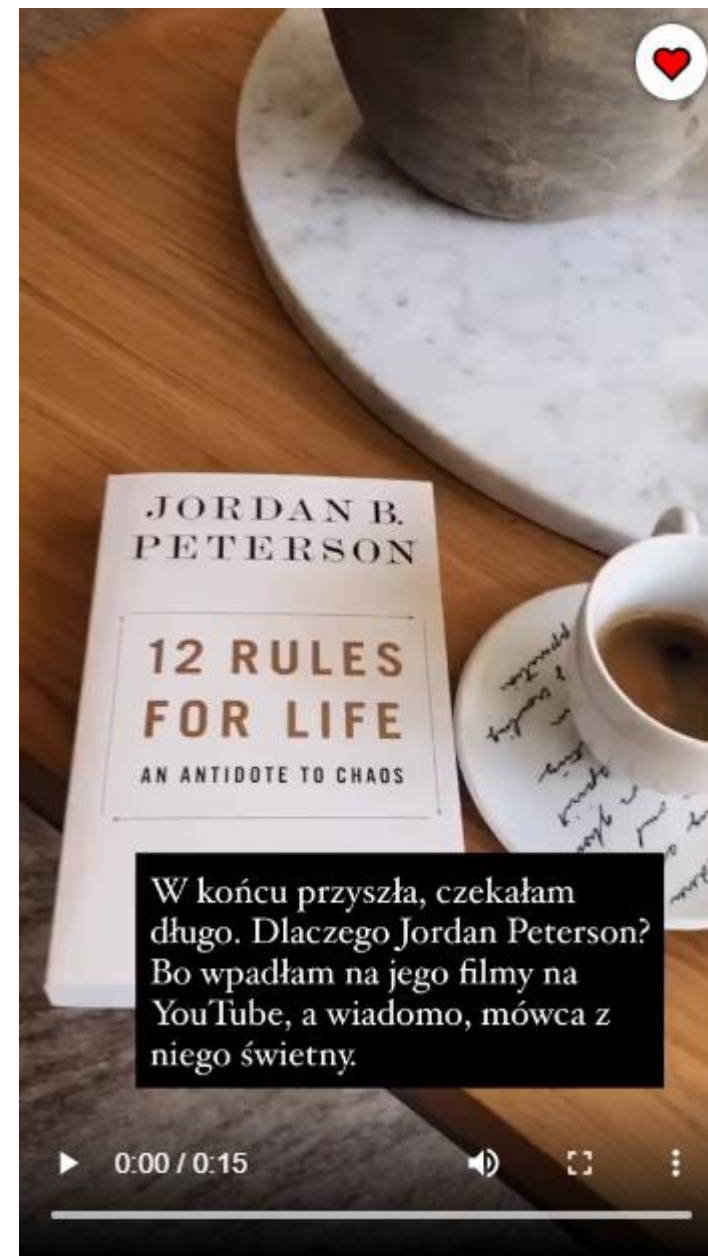 JORDAN B.
PETERSON
12 RULES
FOR LIFE
AN ANTIDOTE TO CHAOS
W końcu przyszła, czekałam
długo. Dlaczego Jordan Peterson?
Bo wpadłam na jego filmy na
YouTube, a wiadomo, mówca z
niego świetny.
0:00 / 0:15